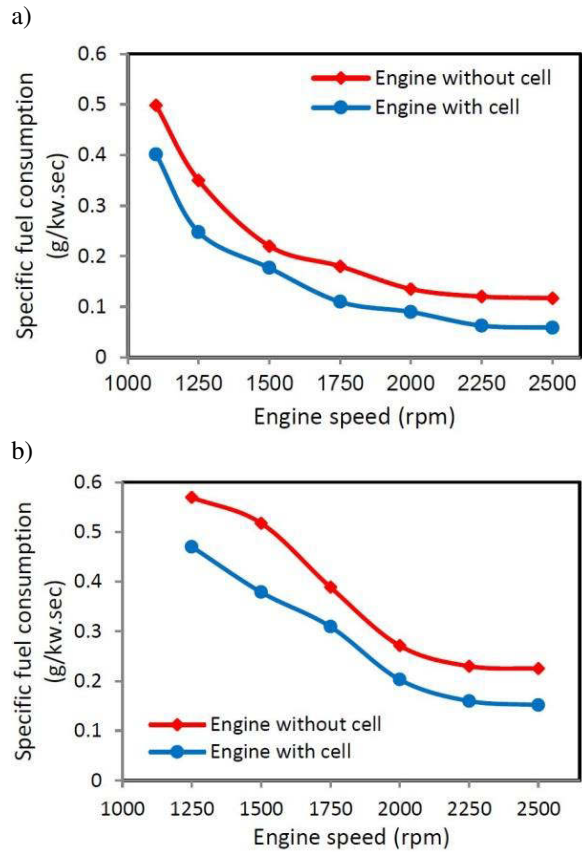 a)
Specific fuel consumption
(g/kw.sec)
0.6
0.5
0.4
0.3
0.2
0.1
0
Engine without cell
Engine with cell
1000 1250 1500 1750 2000 2250 2500
Engine speed (rpm)
b)
Specific fuel consumption
(g/kw.sec)
0.6
0.5
0.4
0.3
0.2
0.1
0
Engine without cell
Engine with cell
1000 1250 1500 1750 2000 2250 2500
Engine speed (rpm)